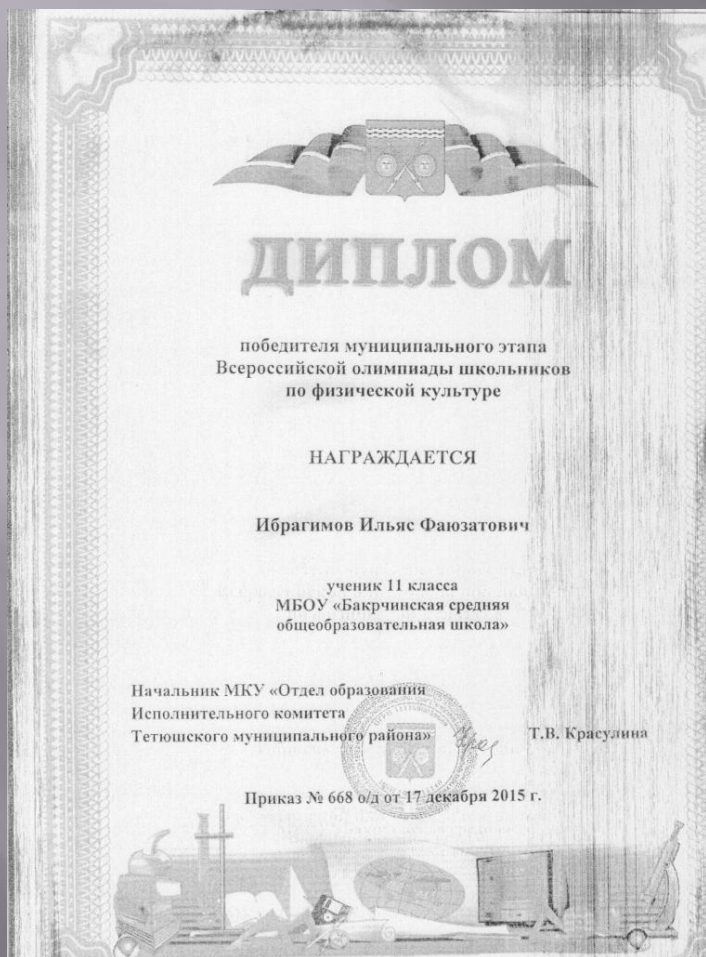 ДИПЛОМ
победителя муниципального этапа
Всероссийской олимпиады школьников
по физической культуре
НАГРАЖДАЕТСЯ
Ибрагимов Ильяс Фаюзатович
ученик 11 класса
МБОУ «Бакрчинская средняя
общеобразовательная школа»
Начальник МКУ «Отдел образования
Исполнительного комитета
Тетюшского муниципального района» Т.В. Красулина
Приказ № 668 о/д от 17 декабря 2015 г.